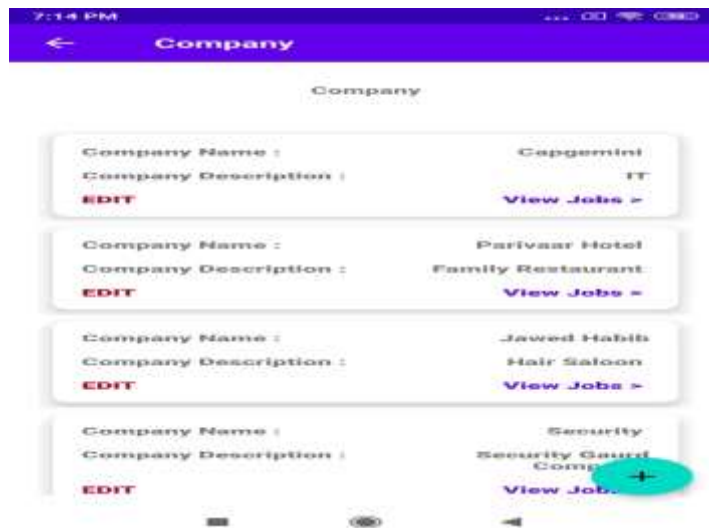 7:14 PM
Company
Company
Company Name : Capgemini
Company Description : IT
EDIT View Jobs >
Company Name : Parivaar Hotel
Company Description : Family Restaurant
EDIT View Jobs >
Company Name : Jawed Habib
Company Description : Hair Saloon
EDIT View Jobs >
Company Name : Security
Company Description : Security Gaurd
EDIT View
+